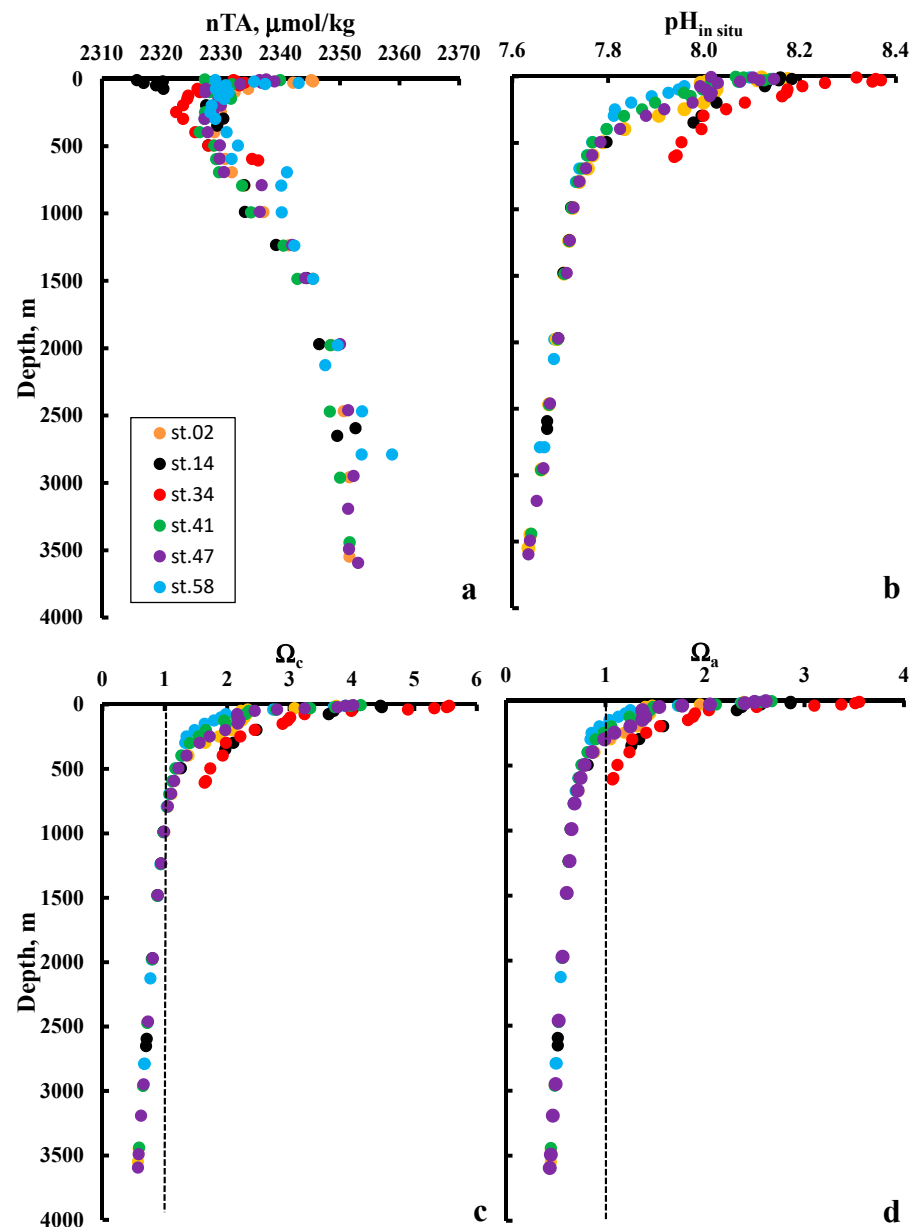 nTA, μmol/kg
2310 2320 2330 2340 2350 2360 2370
0
500
1000
1500
2000
2500
3000
3500
4000
Depth, m
st.02
st.14
st.34
st.41
st.47
st.58
a
pH in situ
7.6 7.8 8.0 8.2 8.4
b
Ωc
0 1 2 3 4 5 6
0
500
1000
1500
2000
2500
3000
3500
4000
Depth, m
c
Ωa
0 1 2 3 4
d